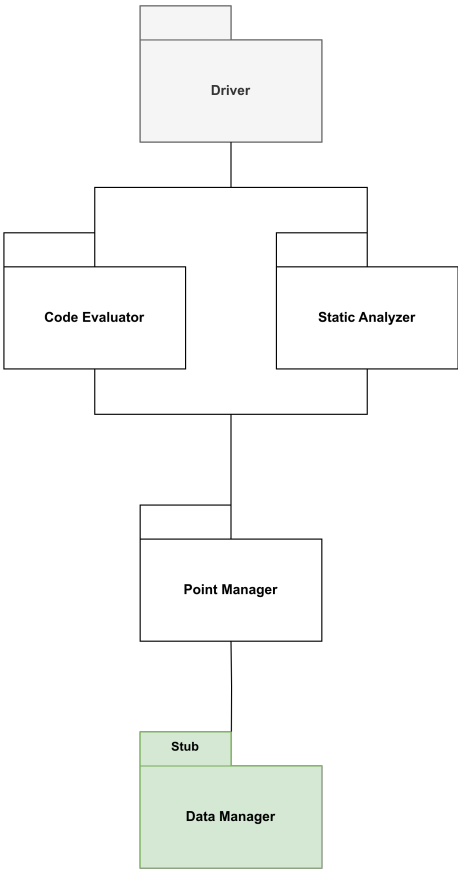 Driver
Code Evaluator
Static Analyzer
Point Manager
Stub
Data Manager